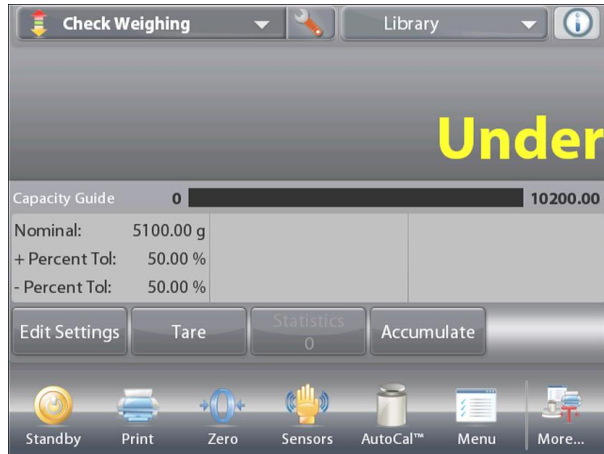 Check Weighing Library
Under
Capacity Guide 0 10200.00
Nominal: 5100.00 g
+ Percent Tol: 50.00 %
- Percent Tol: 50.00 %
Edit Settings Tare Statistics 0 Accumulate
Standby Print Zero Sensors AutoCal™ Menu More...